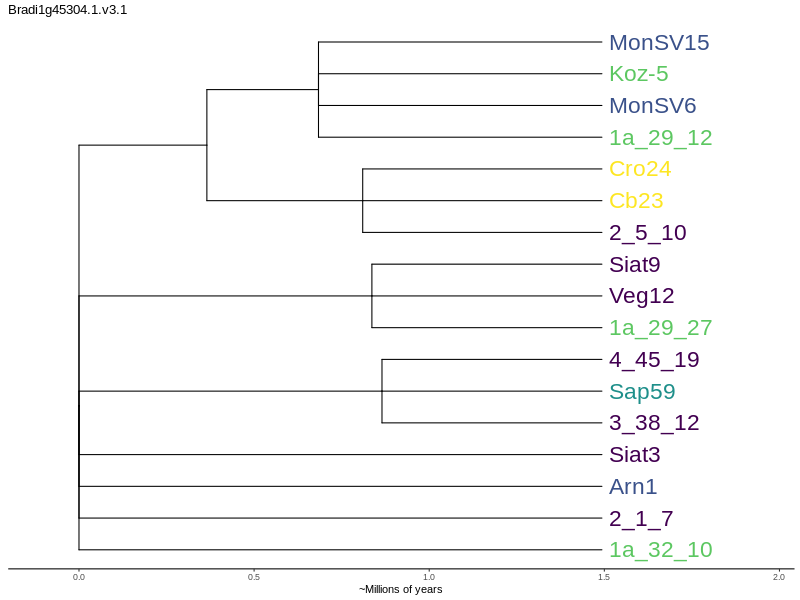 Bradi1g45304.1.v3.1
MonSV15
Koz-5
MonSV6
1a_29_12
Cro24
Cb23
2_5_10
Siat9
Veg12
1a_29_27
4_45_19
Sap59
3_38_12
Siat3
Arn1
2_1_7
1a_32_10
0.0 0.5 1.0 1.5 2.0
~Millions of years